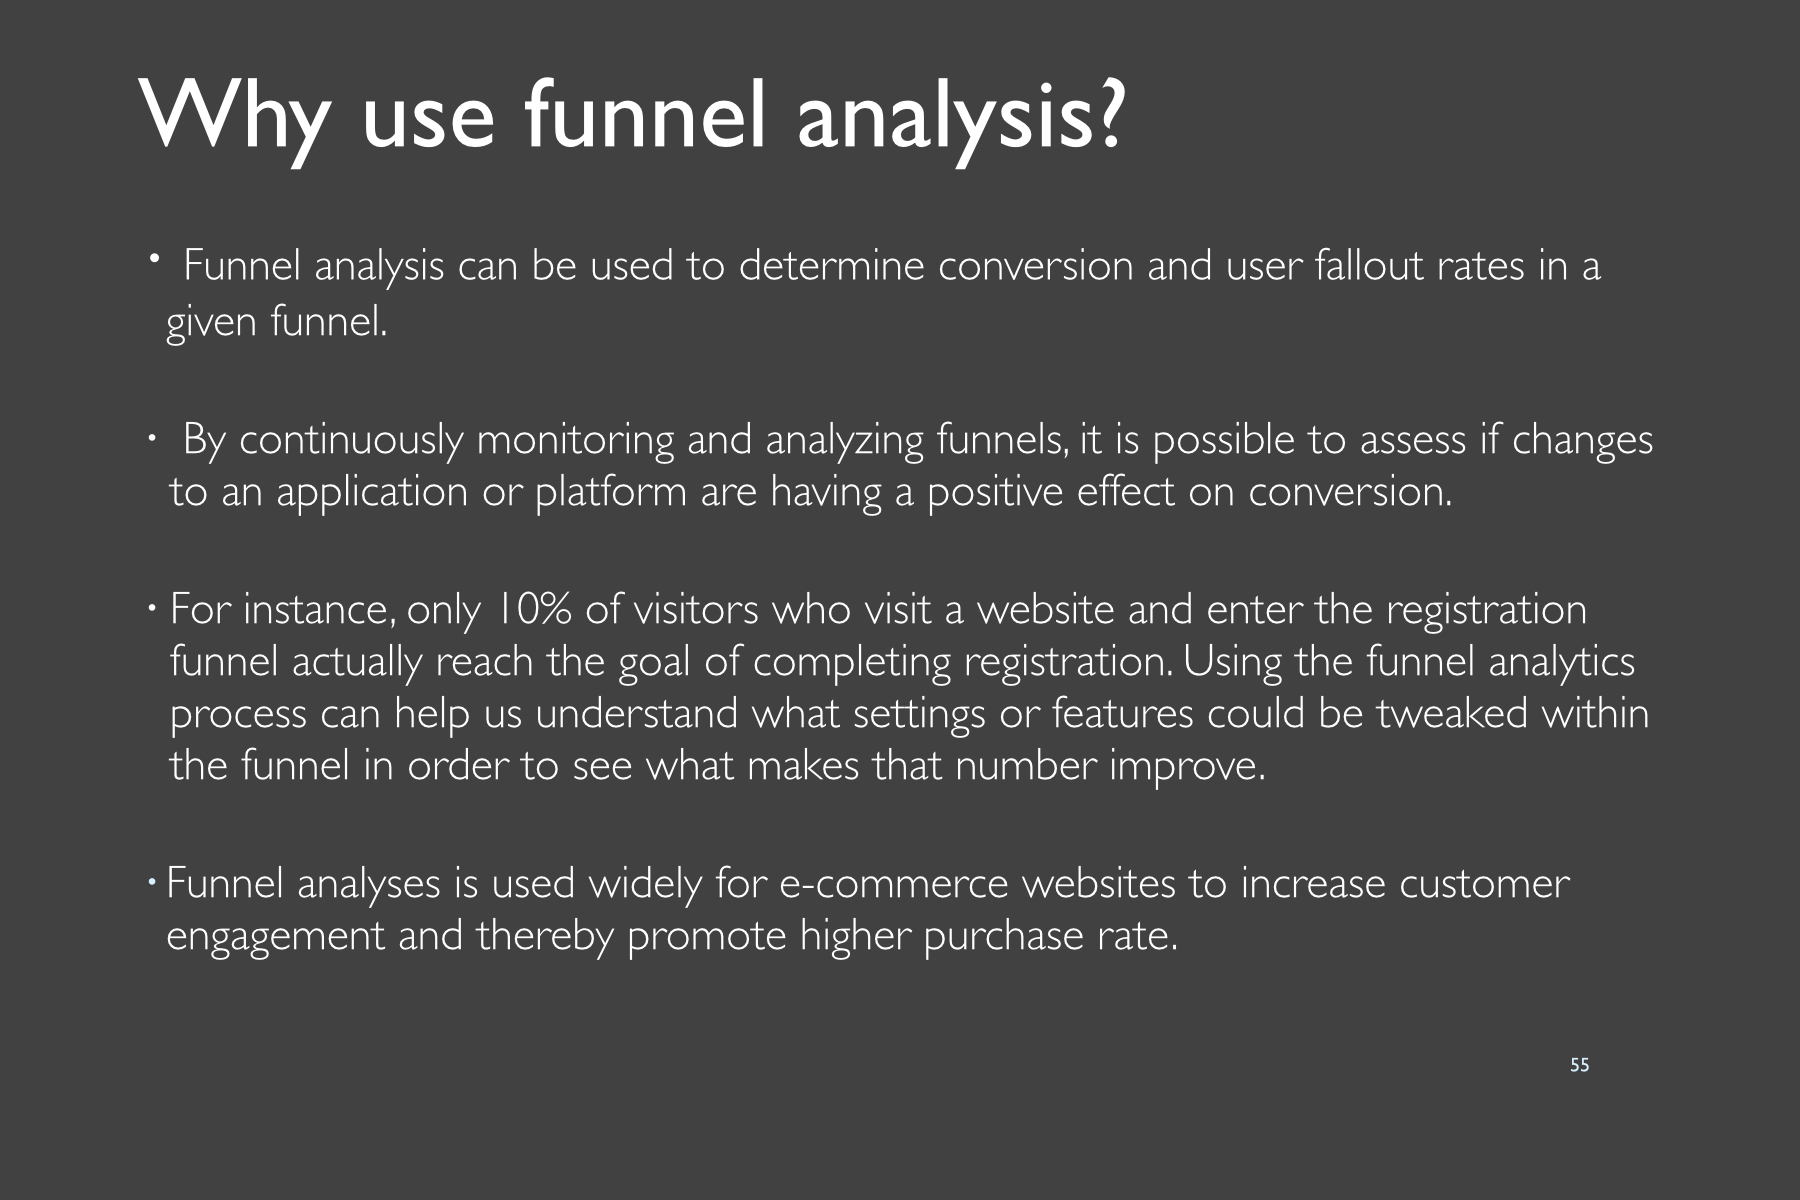 Why use funnel analysis?
• Funnel analysis can be used to determine conversion and user fallout rates in a
given funnel.
• By continuously monitoring and analyzing funnels, it is possible to assess if changes
to an application or platform are having a positive effect on conversion.
• For instance, only 10% of visitors who visit a website and enter the registration
funnel actually reach the goal of completing registration. Using the funnel analytics
process can help us understand what settings or features could be tweaked within
the funnel in order to see what makes that number improve.
• Funnel analyses is used widely for e-commerce websites to increase customer
engagement and thereby promote higher purchase rate.
55